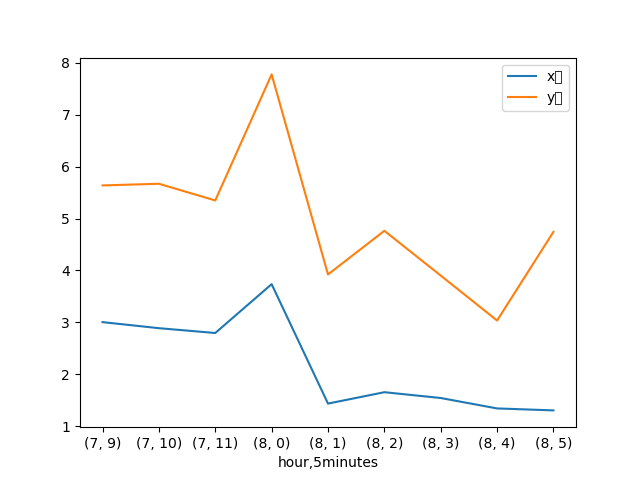 8
7
6
5
4
3
2
1
x
y
(7, 9) (7, 10) (7, 11) (8, 0) (8, 1) (8, 2) (8, 3) (8, 4) (8, 5)
hour,5minutes